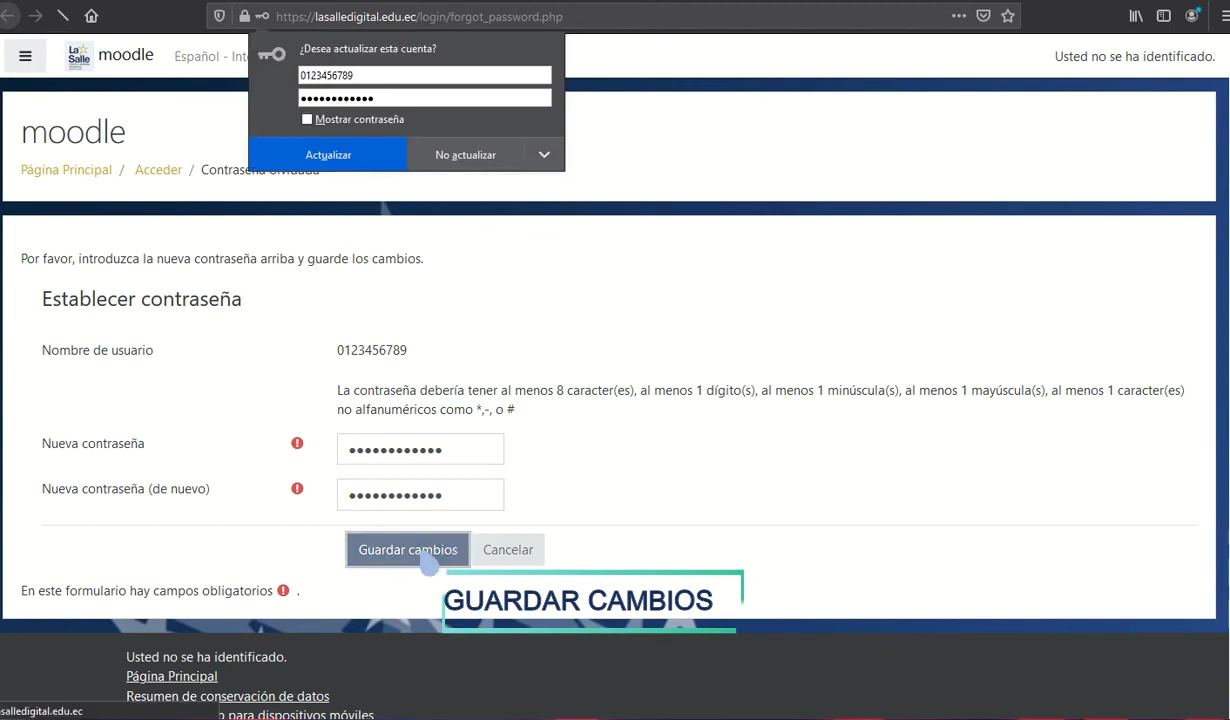 https://lasalledigital.edu.ec/login/forgot_password.php
La Salle
moodle
Español - Int
Usted no se ha identificado.
¿Desea actualizar esta cuenta?
0123456789
••••••••••••
Mostrar contraseña
Actualizar
No actualizar
moodle
Página Principal / Acceder / Contraseña olvidada
Por favor, introduzca la nueva contraseña arriba y guarde los cambios.
Establecer contraseña
Nombre de usuario
0123456789
La contraseña debería tener al menos 8 caracter(es), al menos 1 dígito(s), al menos 1 minúscula(s), al menos 1 mayúscula(s), al menos 1 caracter(es)
no alfanuméricos como *,-, o #
Nueva contraseña
••••••••••••
Nueva contraseña (de nuevo)
••••••••••••
Guardar cambios
Cancelar
En este formulario hay campos obligatorios .
GUARDAR CAMBIOS
Usted no se ha identificado.
Página Principal
Resumen de conservación de datos
asalledigital.edu.ec
o para dispositivos móviles